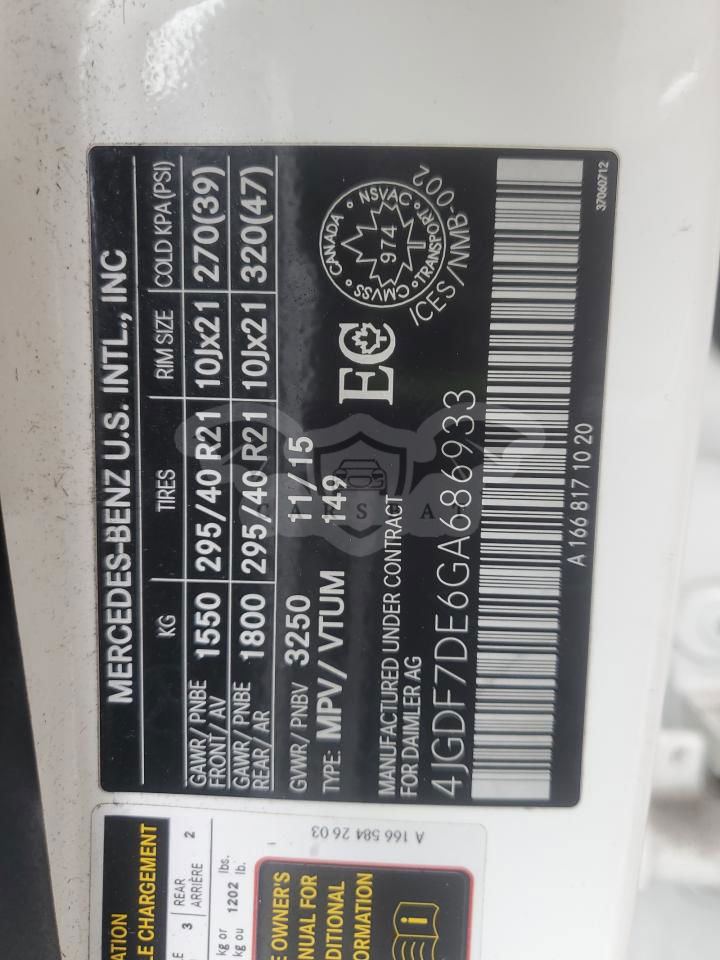 MERCEDES-BENZ U.S. INTL., INC
KG TIRES RIM SIZE COLD KPA(PSI)
GAWR/ PNBE
FRONT/ AV 1550 295/40 R21 10Jx21 270(39)
GAWR/ PNBE
REAR/ AR 1800 295/40 R21 10Jx21 320(47)
GVWR/ PNBV 3250 11/15
TYPE: MPV/ VTUM 149
EC
CANADA • NSVAC • TRANSPORT • CMVSS
974
ICES/NMB-002
MANUFACTURED UNDER CONTRACT
FOR DAIMLER AG
4JGDF7DE6GA686933
A 166 817 10 20
37060712
A 166 584 26 03
LE CHARGEMENT
3 REAR 2
ARRIÈRE
kg or lbs.
kg ou 1202 lb.
OWNER'S
FOR
i